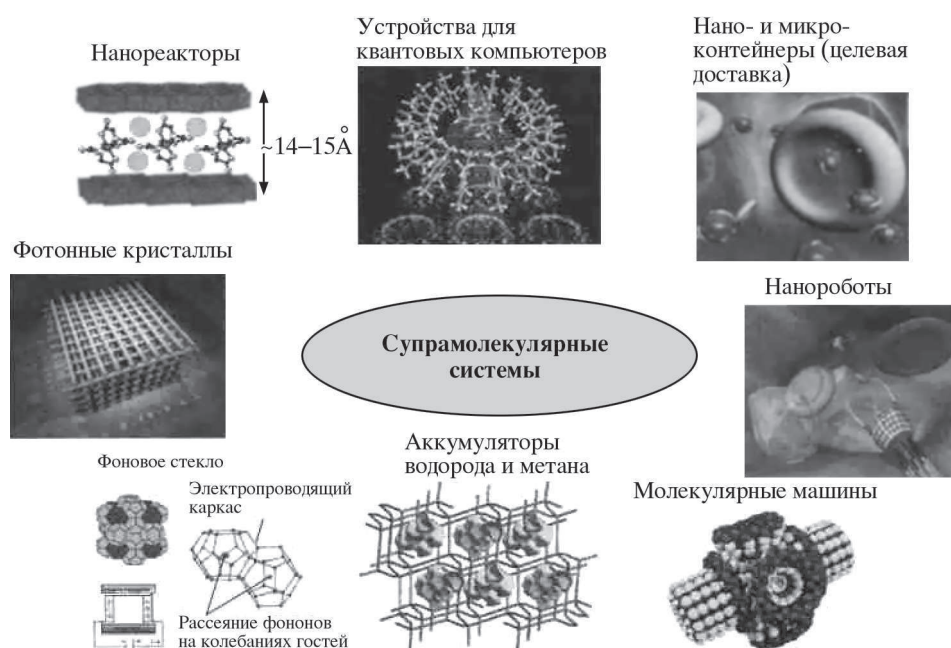 Нанореакторы
~14–15Å
Устройства для
квантовых компьютеров
Нано- и микро-
контейнеры (целевая
доставка)
Фотонные кристаллы
Супрамолекулярные
системы
Нанороботы
Фоновое стекло
Электропроводящий
каркас
Рассеяние фононов
на колебаниях гостей
Аккумуляторы
водорода и метана
Молекулярные машины